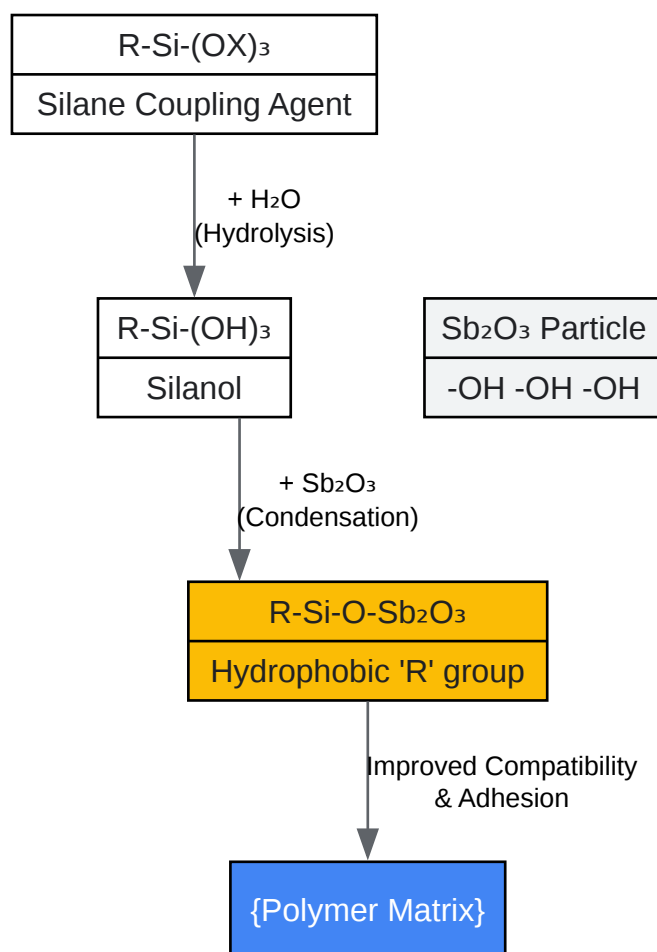 R-Si-(OX)₃
Silane Coupling Agent
+ H₂O
(Hydrolysis)
R-Si-(OH)₃
Silanol
Sb₂O₃ Particle
-OH -OH -OH
+ Sb₂O₃
(Condensation)
R-Si-O-Sb₂O₃
Hydrophobic 'R' group
Improved Compatibility
& Adhesion
{Polymer Matrix}